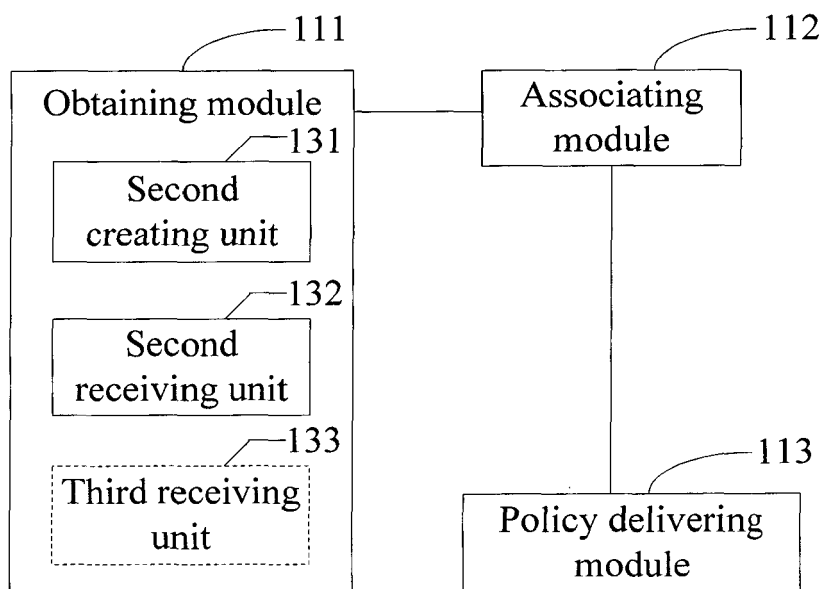 111
Obtaining module
131
Second
creating unit
132
Second
receiving unit
133
Third receiving
unit
112
Associating
module
113
Policy delivering
module